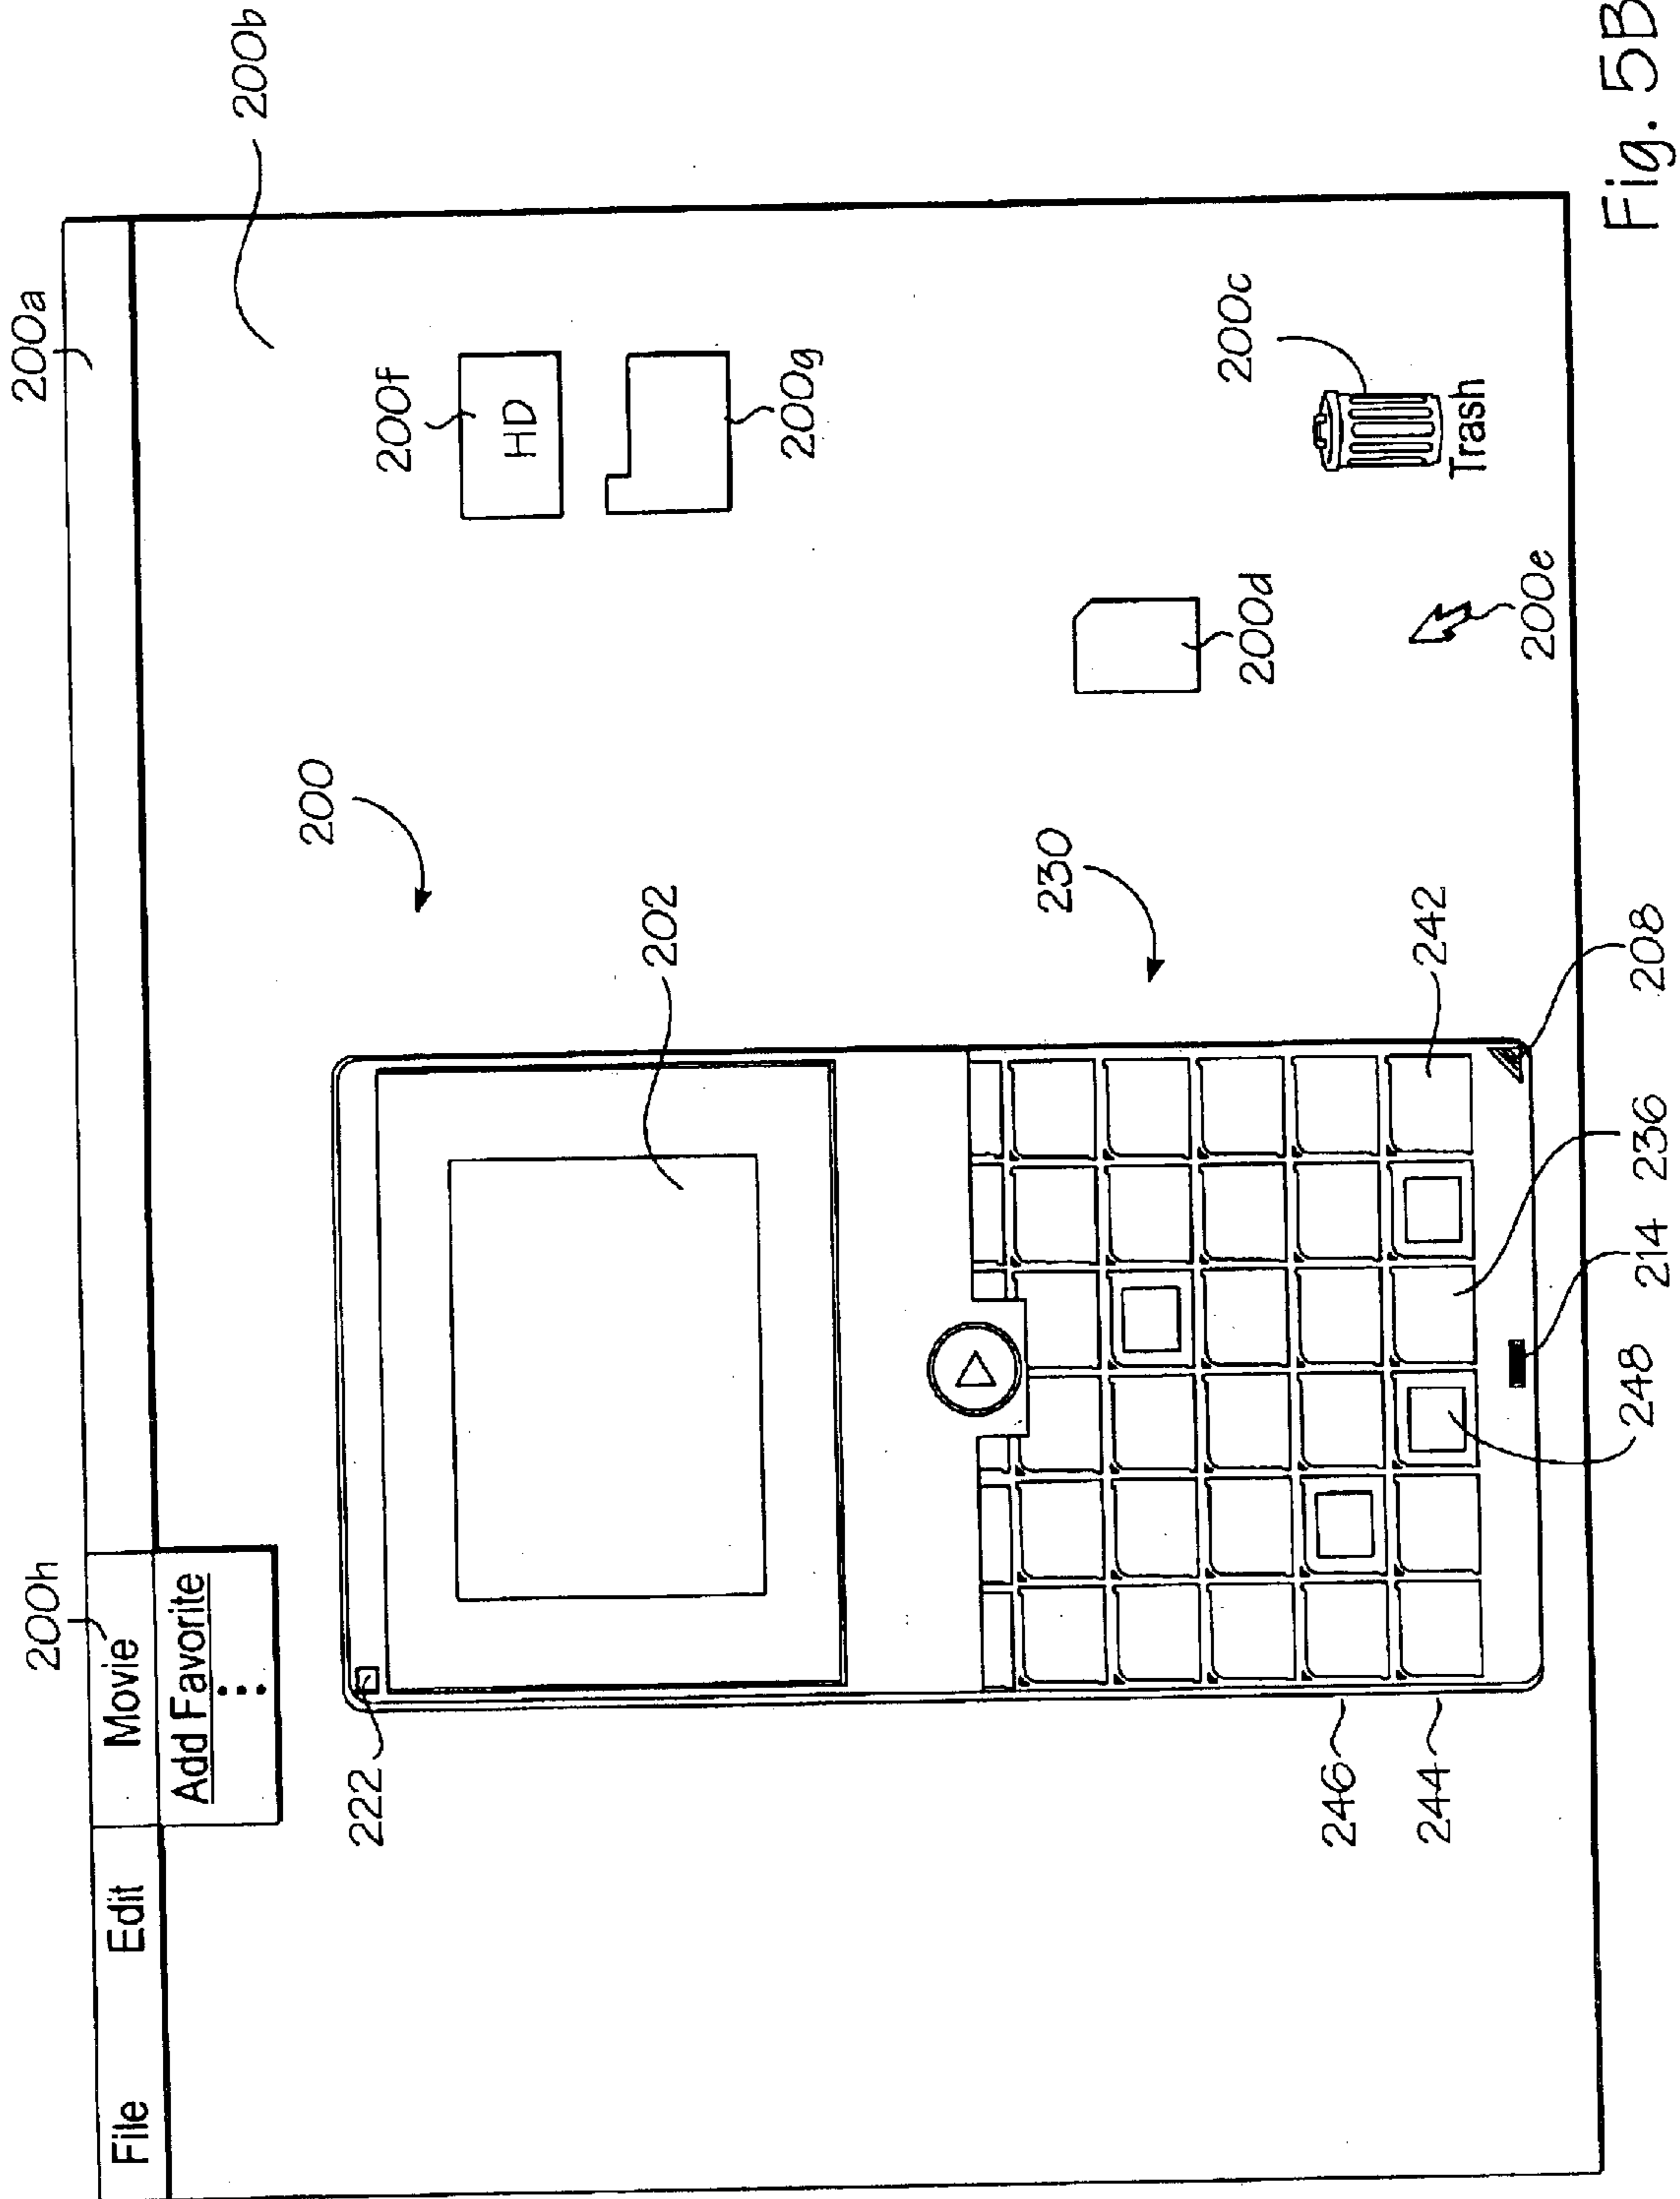 200a
200b
200h
File Edit Movie
Add Favorite
222
200
200f
HD
200g
202
230
200d
200c
Trash
200e
246
244
242
248
214
236
208
Fig. 5B